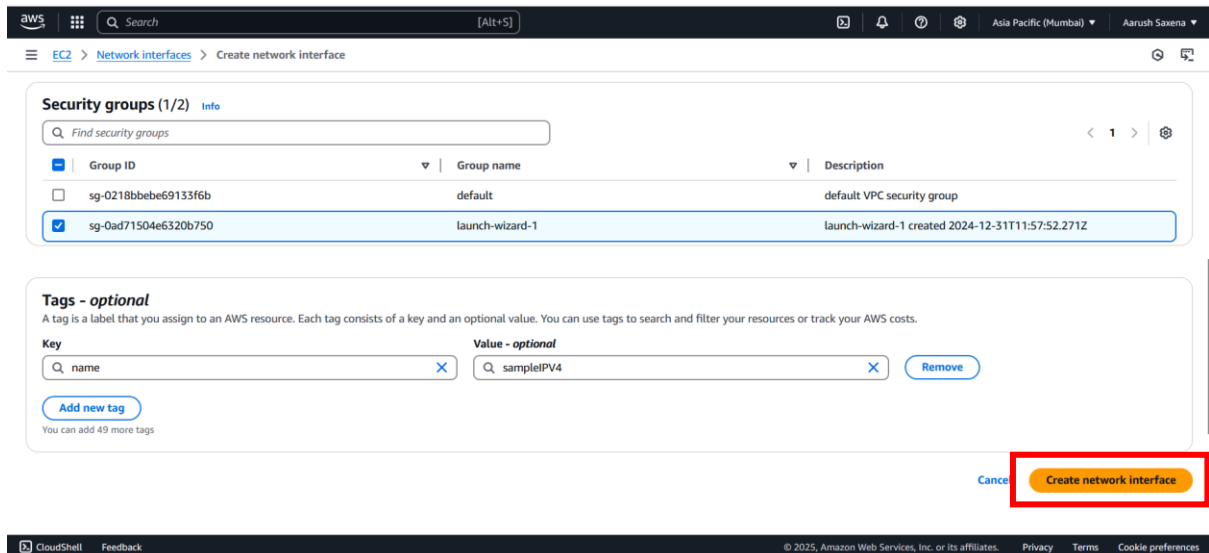 aws Search [Alt+S] Asia Pacific (Mumbai) Aarush Saxena
EC2 > Network interfaces > Create network interface
Security groups (1/2) Info
Find security groups 1
Group ID Group name Description
sg-0218bbebe69133f6b default default VPC security group
sg-0ad71504e6320b750 launch-wizard-1 launch-wizard-1 created 2024-12-31T11:57:52.271Z
Tags - optional
A tag is a label that you assign to an AWS resource. Each tag consists of a key and an optional value. You can use tags to search and filter your resources or track your AWS costs.
Key Value - optional
name sampleIPV4 Remove
Add new tag
You can add 49 more tags
Cancel Create network interface
CloudShell Feedback © 2025, Amazon Web Services, Inc. or its affiliates. Privacy Terms Cookie preferences